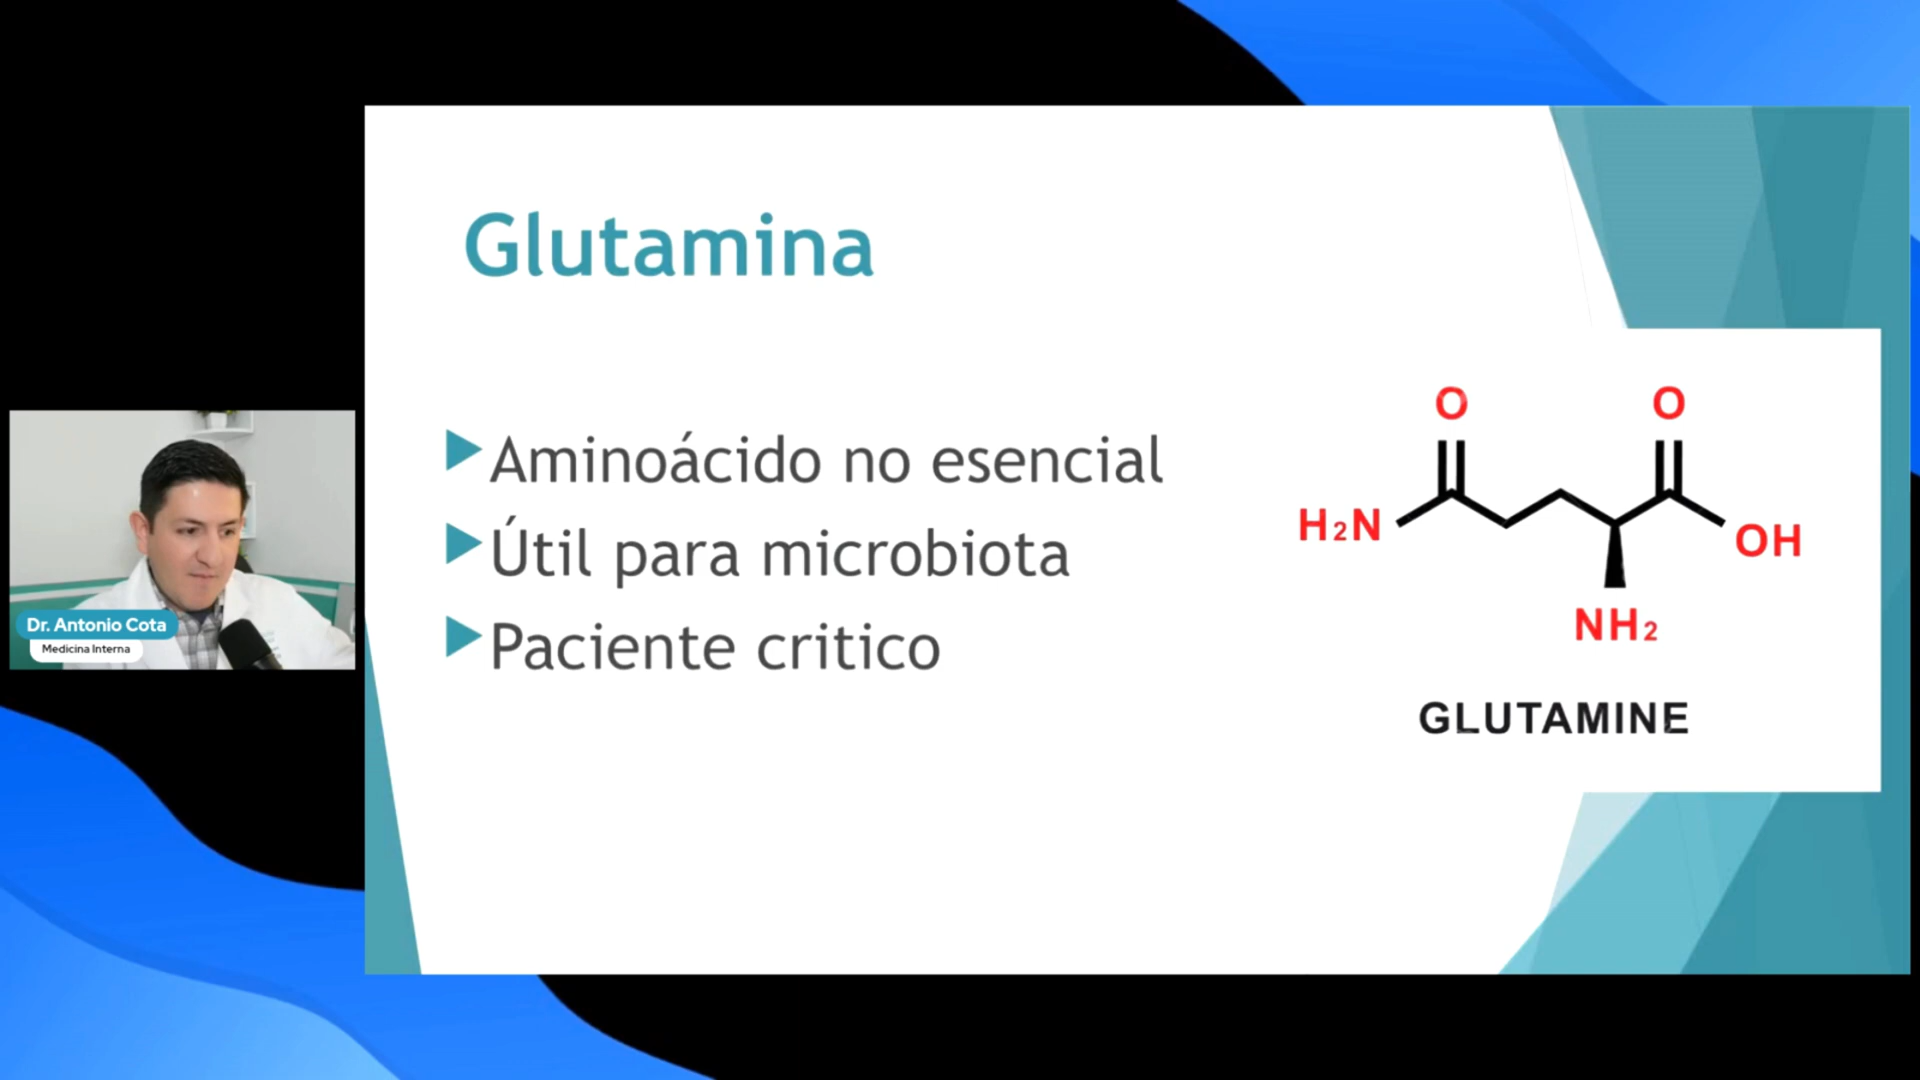 Glutamina
Aminoácido no esencial
Útil para microbiota
Paciente critico
O O
H2N
OH
NH2
GLUTAMINE
Dr. Antonio Cota
Medicina Interna